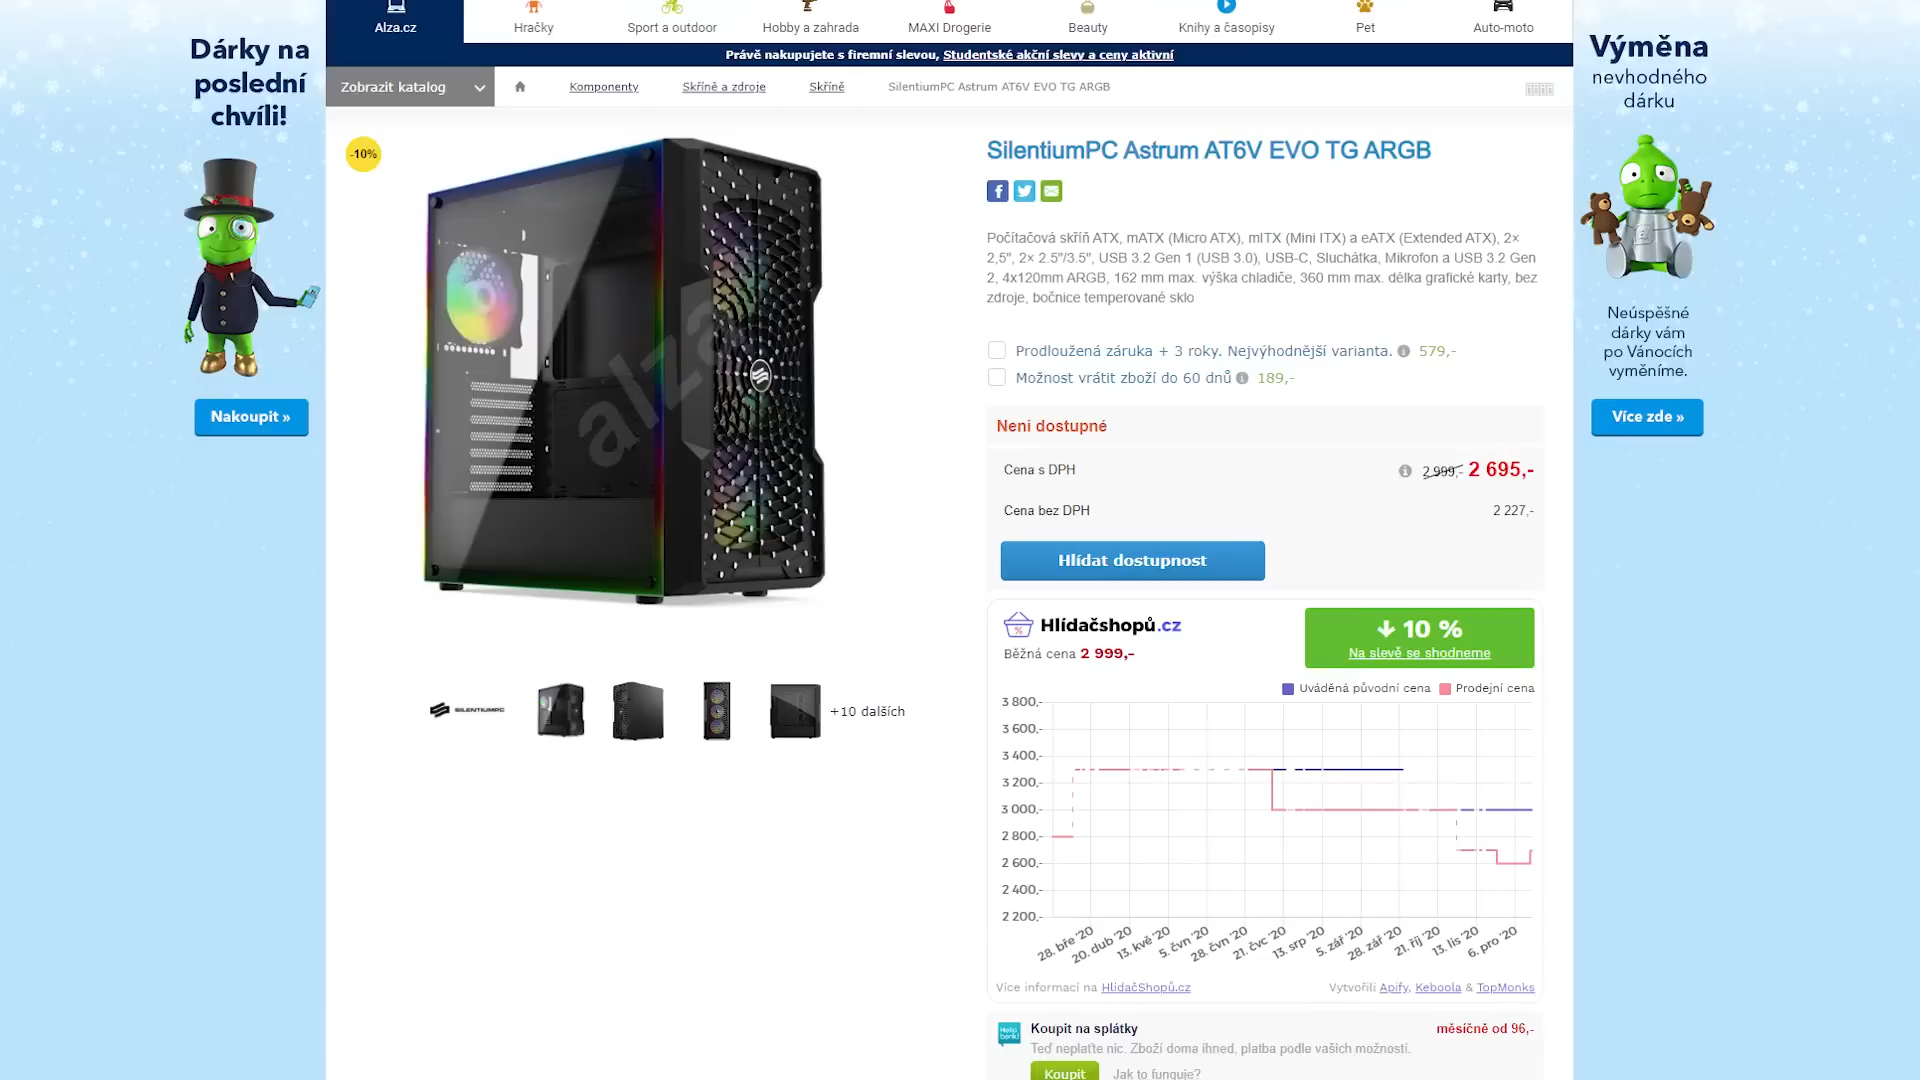 Alza.cz
Hračky
Sport a outdoor
Hobby a zahrada
MAXI Drogerie
Beauty
Knihy a časopisy
Pet
Auto-moto
Právě nakupujete s firemní slevou, Studentské akční slevy a ceny aktivní
Zobrazit katalog
Komponenty
Skříně a zdroje
Skříně
SilentiumPC Astrum AT6V EVO TG ARGB
Dárky na
poslední
chvíli!
Nakoupit »
Výměna
nevhodného
dárku
Neúspěšné
dárky vám
po Vánocích
vyměníme.
Více zde »
-10%
alza
SilentiumPC Astrum AT6V EVO TG ARGB
Počítačová skříň ATX, mATX (Micro ATX), mITX (Mini ITX) a eATX (Extended ATX), 2×
2,5", 2× 2.5"/3.5", USB 3.2 Gen 1 (USB 3.0), USB-C, Sluchátka, Mikrofon a USB 3.2 Gen
2, 4x120mm ARGB, 162 mm max. výška chladiče, 360 mm max. délka grafické karty, bez
zdroje, bočnice temperované sklo
Prodloužená záruka + 3 roky. Nejvýhodnější varianta. 579,-
Možnost vrátit zboží do 60 dnů 189,-
Není dostupné
Cena s DPH 2 999,- 2 695,-
Cena bez DPH 2 227,-
Hlídat dostupnost
Hlídačshopů.cz
Běžná cena 2 999,-
10 %
Na slevě se shodneme
Uváděná původní cena Prodejní cena
3 800,-
3 600,-
3 400,-
3 200,-
3 000,-
2 800,-
2 600,-
2 400,-
2 200,-
28. bře '20
20. dub '20
13. kvě '20
5. čvn '20
28. čvn '20
21. čvc '20
13. srp '20
5. zář '20
28. zář '20
21. říj '20
13. lis '20
6. pro '20
Více informací na HlidačShopů.cz
Vytvořili Apify, Keboola & TopMonks
SILENTIUMPC
+10 dalších
Hello bank!
Koupit na splátky měsíčně od 96,-
Teď neplaťte nic. Zboží doma ihned, platba podle vašich možností.
Koupit
Jak to funguje?